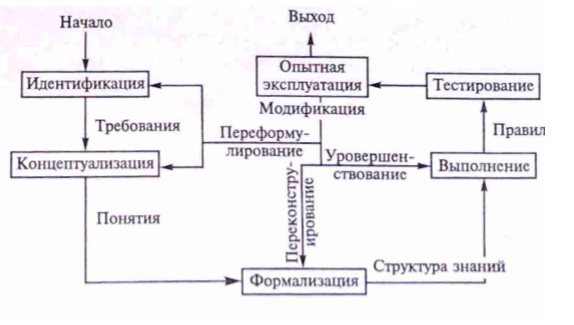 Начало
Выход
Идентификация
Опытная
эксплуатация
Тестирование
Модификация
Требования
Переформу-
лирование
Правил
Уровершен-
ствование
Концептуализация
Выполнение
Переконстру-
ирование
Понятия
Структура знаний
Формализация